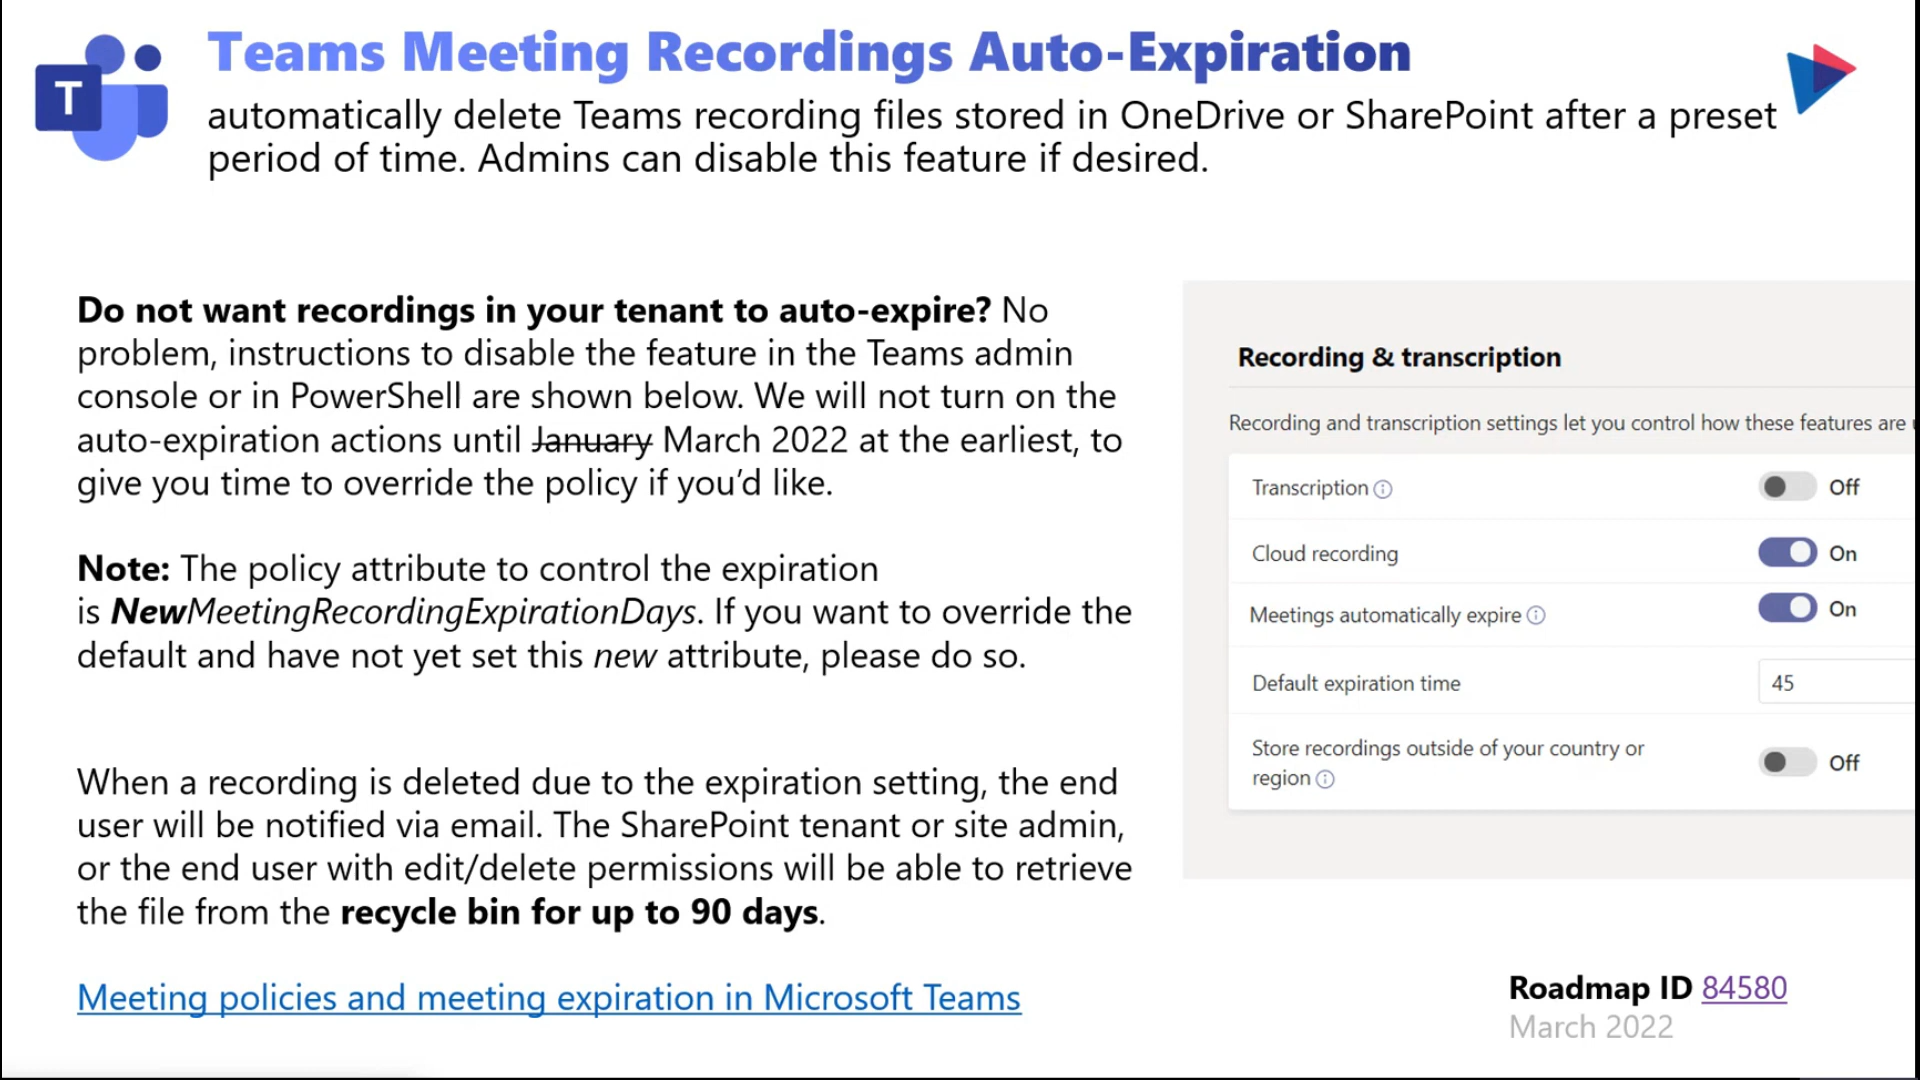 T
Teams Meeting Recordings Auto-Expiration
automatically delete Teams recording files stored in OneDrive or SharePoint after a preset
period of time. Admins can disable this feature if desired.
Do not want recordings in your tenant to auto-expire? No
problem, instructions to disable the feature in the Teams admin
console or in PowerShell are shown below. We will not turn on the
auto-expiration actions until January March 2022 at the earliest, to
give you time to override the policy if you’d like.
Note: The policy attribute to control the expiration
is NewMeetingRecordingExpirationDays. If you want to override the
default and have not yet set this new attribute, please do so.
When a recording is deleted due to the expiration setting, the end
user will be notified via email. The SharePoint tenant or site admin,
or the end user with edit/delete permissions will be able to retrieve
the file from the recycle bin for up to 90 days.
Meeting policies and meeting expiration in Microsoft Teams
Recording & transcription
Recording and transcription settings let you control how these features are
Transcription Off
Cloud recording On
Meetings automatically expire On
Default expiration time 45
Store recordings outside of your country or
region Off
Roadmap ID 84580
March 2022